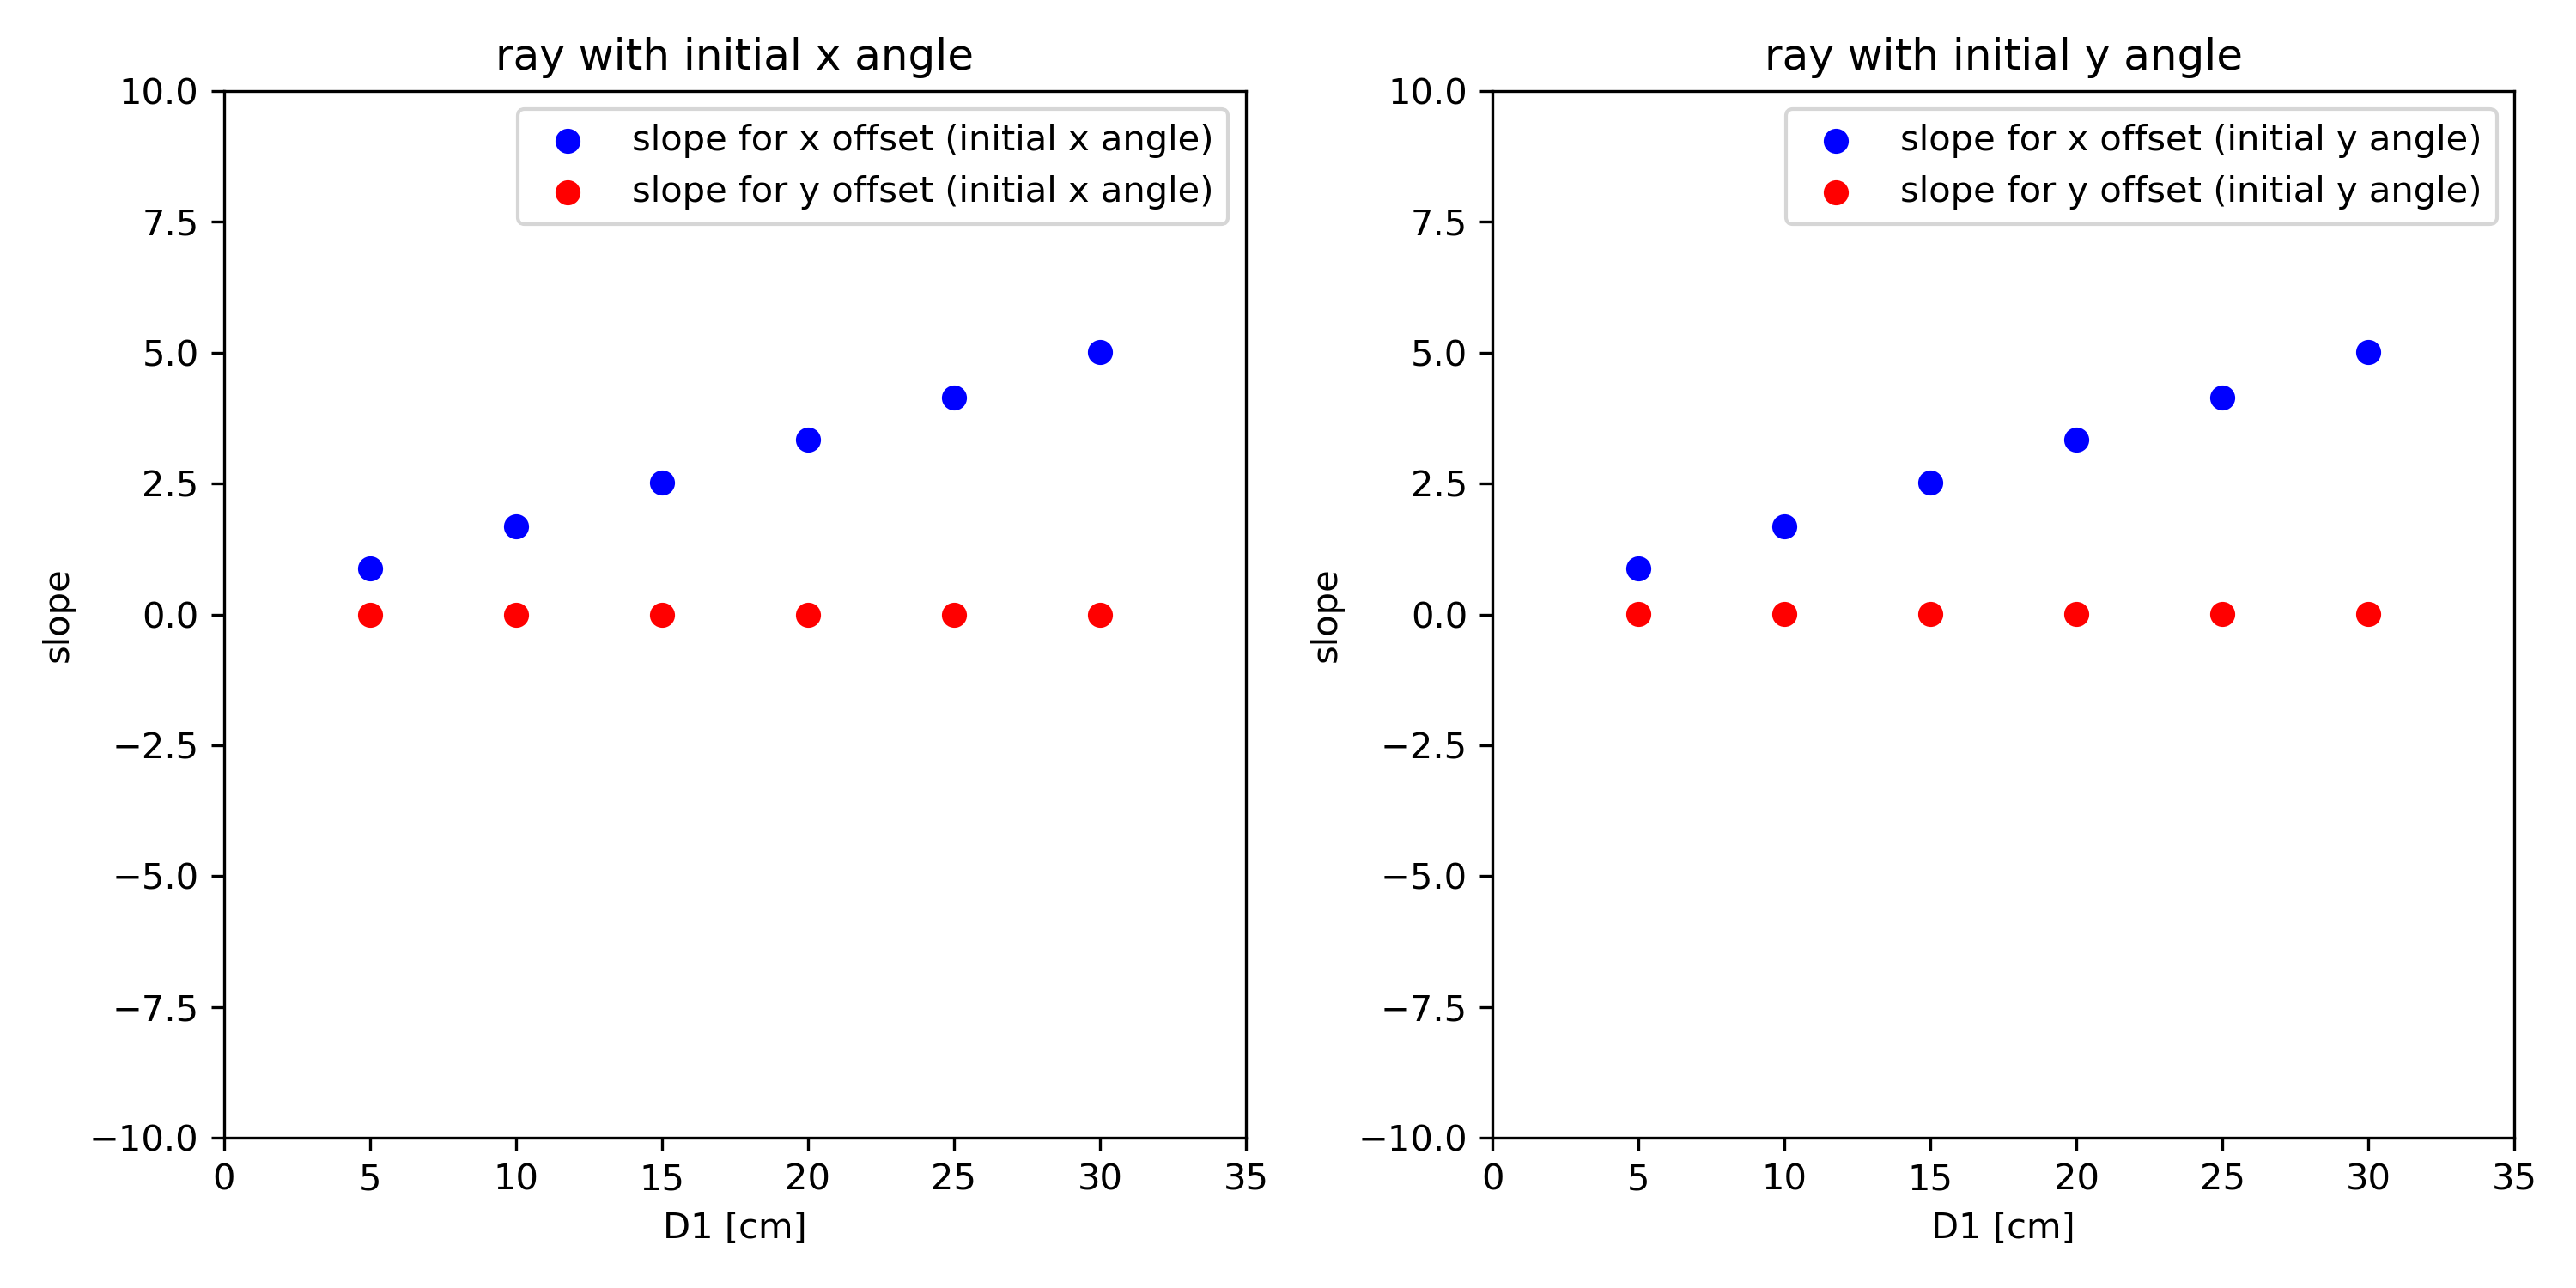 ray with initial x angle
10.0
7.5
5.0
2.5
0.0
−2.5
−5.0
−7.5
−10.0
slope
slope for x offset (initial x angle)
slope for y offset (initial x angle)
0 5 10 15 20 25 30 35
D1 [cm]
ray with initial y angle
10.0
7.5
5.0
2.5
0.0
−2.5
−5.0
−7.5
−10.0
slope
slope for x offset (initial y angle)
slope for y offset (initial y angle)
0 5 10 15 20 25 30 35
D1 [cm]